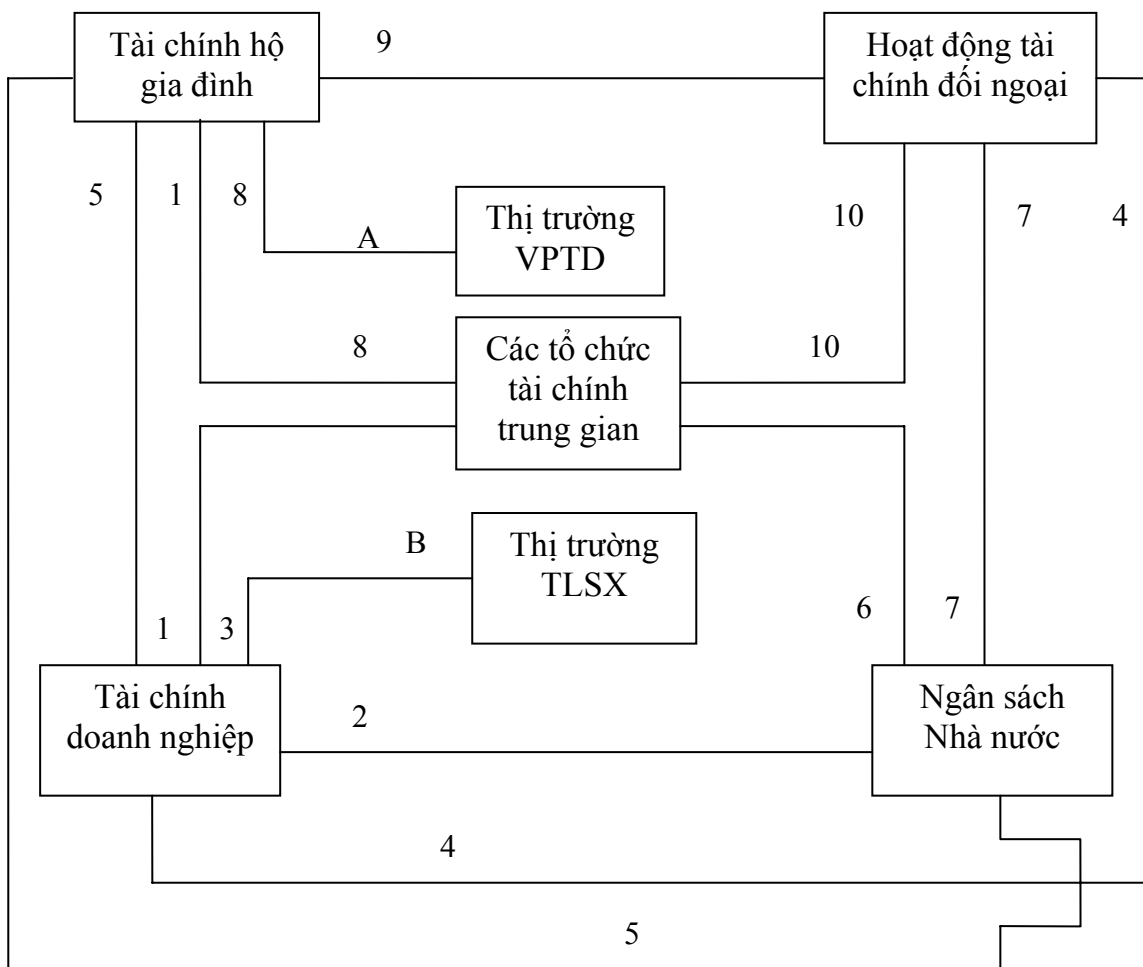 Tài chính hộ
gia đình
9
Hoạt động tài
chính đối ngoại
5
1
8
10
7
4
A
Thị trường
VPTD
8
Các tổ chức
tài chính
trung gian
10
B
Thị trường
TLSX
1
3
6
7
Tài chính
doanh nghiệp
2
Ngân sách
Nhà nước
4
5